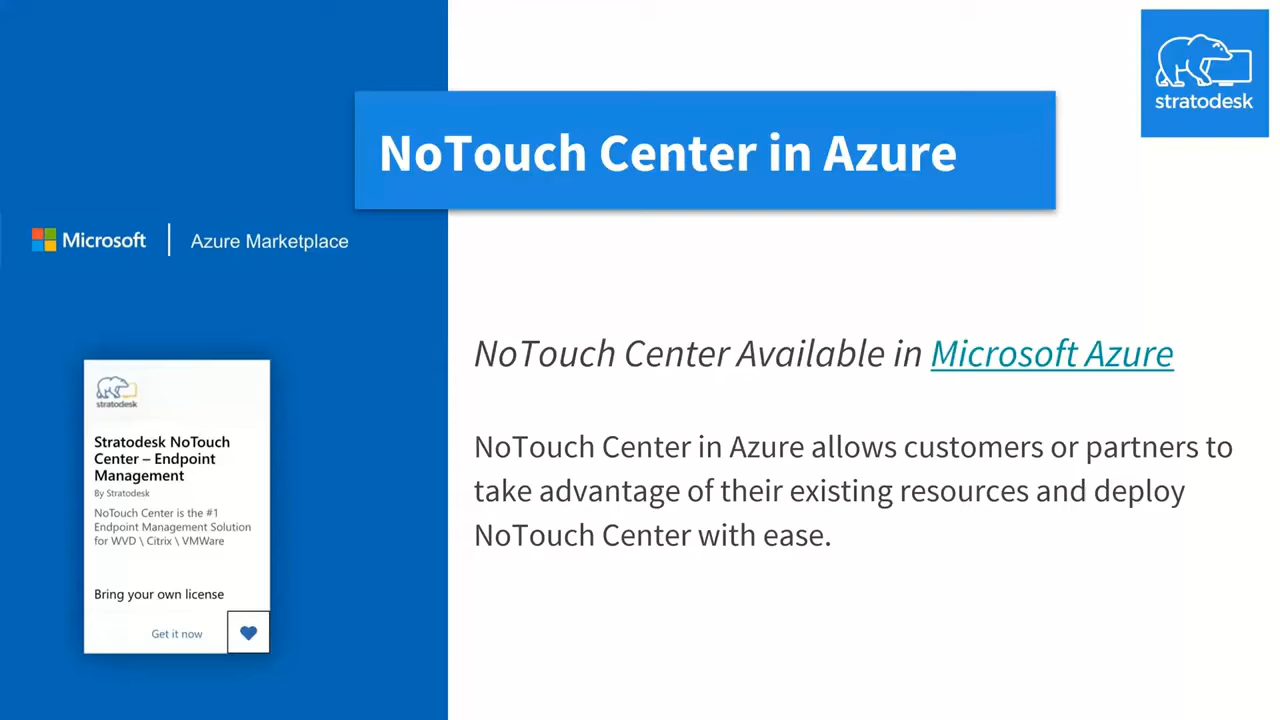 stratodesk
NoTouch Center in Azure
Microsoft | Azure Marketplace
NoTouch Center Available in Microsoft Azure
NoTouch Center in Azure allows customers or partners to
take advantage of their existing resources and deploy
NoTouch Center with ease.
stratodesk
Stratodesk NoTouch
Center – Endpoint
Management
By Stratodesk
NoTouch Center is the #1
Endpoint Management Solution
for WVD \ Citrix \ VMWare
Bring your own license
Get it now